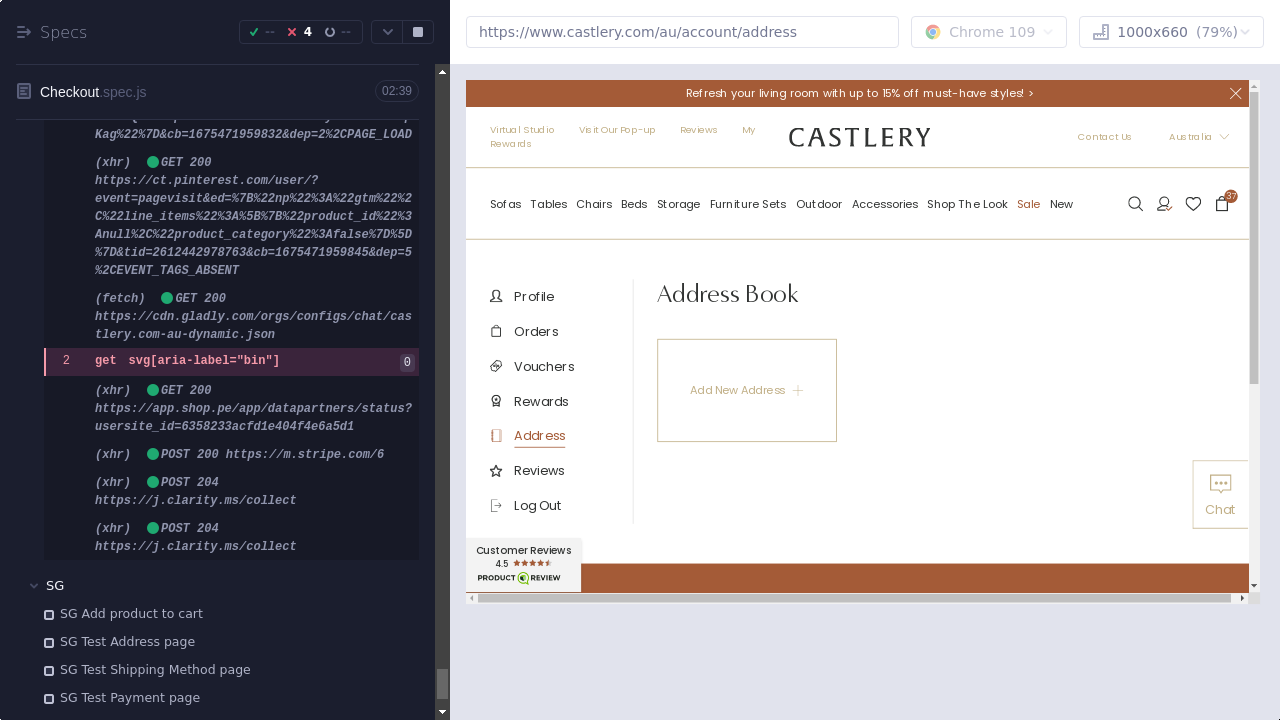 Specs
-- 4 --
https://www.castlery.com/au/account/address
Chrome 109
1000x660 (79%)
Checkout.spec.js
02:39
Kag%22%7D&cb=1675471959832&dep=2%2CPAGE_LOAD
(xhr) GET 200
https://ct.pinterest.com/user/?
event=pagevisit&ed=%7B%22np%22%3A%22gtm%22%2
C%22line_items%22%3A%5B%7B%22product_id%22%3
Anull%2C%22product_category%22%3Afalse%7D%5D
%7D&tid=2612442978763&cb=1675471959845&dep=5
%2CEVENT_TAGS_ABSENT
(fetch) GET 200
https://cdn.gladly.com/orgs/configs/chat/cas
tlery.com-au-dynamic.json
2 get svg[aria-label="bin"] 0
(xhr) GET 200
https://app.shop.pe/app/datapartners/status?
usersite_id=6358233acfd1e404f4e6a5d1
(xhr) POST 200 https://m.stripe.com/6
(xhr) POST 204
https://j.clarity.ms/collect
(xhr) POST 204
https://j.clarity.ms/collect
SG
SG Add product to cart
SG Test Address page
SG Test Shipping Method page
SG Test Payment page
Refresh your living room with up to 15% off must-have styles! >
Virtual Studio Visit Our Pop-up Reviews My
Rewards
CASTLERY
Contact Us Australia
Sofas Tables Chairs Beds Storage Furniture Sets Outdoor Accessories Shop The Look Sale New
37
Profile
Orders
Vouchers
Rewards
Address
Reviews
Log Out
Address Book
Add New Address
Chat
Customer Reviews
4.5
PRODUCT REVIEW